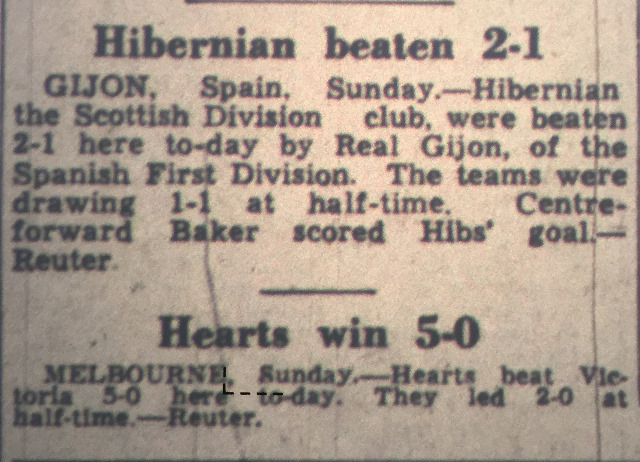 Hibernian beaten 2-1
GIJON, Spain, Sunday.—Hibernian
the Scottish Division club, were beaten
2-1 here to-day by Real Gijon, of the
Spanish First Division. The teams were
drawing 1-1 at half-time. Centre-
forward Baker scored Hibs' goal.—
Reuter.
Hearts win 5-0
MELBOURNE, Sunday.—Hearts beat Vic-
toria 5-0 here to-day. They led 2-0 at
half-time.—Reuter.